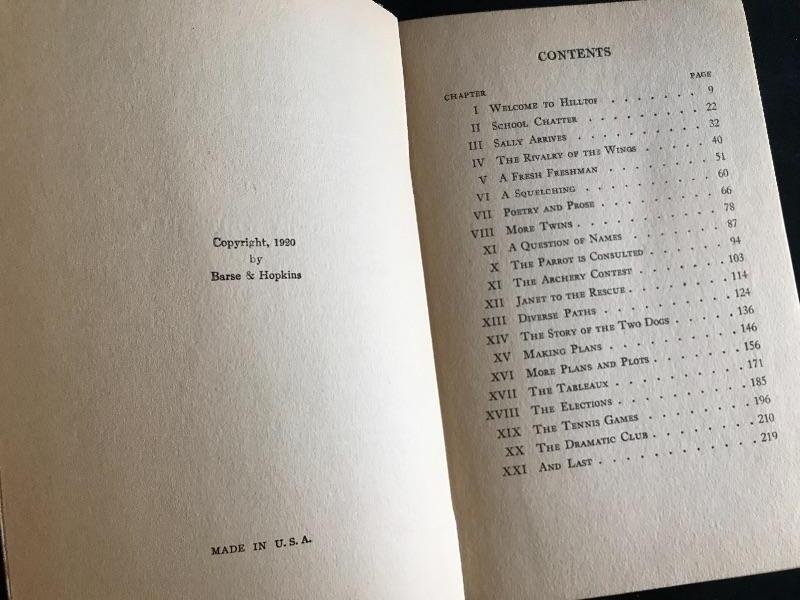 Copyright, 1920
by
Barse & Hopkins
MADE IN U.S.A.
CONTENTS
CHAPTER PAGE
I WELCOME TO HILLTOP . . . . . . . 9
II SCHOOL CHATTER . . . . . . . . 22
III SALLY ARRIVES . . . . . . . . . 32
IV THE RIVALRY OF THE WINGS . . . . . 40
V A FRESH FRESHMAN . . . . . . . . 51
VI A SQUELCHING . . . . . . . . . 60
VII POETRY AND PROSE . . . . . . . . 66
VIII MORE TWINS . . . . . . . . . . 78
XI A QUESTION OF NAMES . . . . . . 87
X THE PARROT IS CONSULTED . . . . . 94
XI THE ARCHERY CONTEST . . . . . . 103
XII JANET TO THE RESCUE . . . . . . . 114
XIII DIVERSE PATHS . . . . . . . . . 124
XIV THE STORY OF THE TWO DOGS . . . . . 136
XV MAKING PLANS . . . . . . . . . 146
XVI MORE PLANS AND PLOTS . . . . . . 156
XVII THE TABLEAUX . . . . . . . . . 171
XVIII THE ELECTIONS . . . . . . . . . 185
XIX THE TENNIS GAMES . . . . . . . 196
XX THE DRAMATIC CLUB . . . . . . . 210
XXI AND LAST . . . . . . . . . . . 219